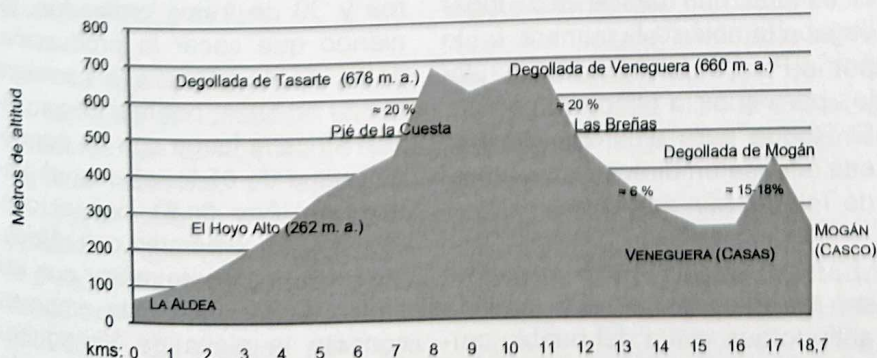 Metros de altitud
800
700
600
500
400
300
200
100
0
Degollada de Tasarte (678 m. a.)
Degollada de Veneguera (660 m. a.)
≈ 20 %
≈ 20 %
Pié de la Cuesta
Las Breñas
Degollada de Mogán
≈ 6 %
≈ 15-18%
El Hoyo Alto (262 m. a.)
VENEGUERA (CASAS)
MOGÁN
(CASCO)
LA ALDEA
kms: 0 1 2 3 4 5 6 7 8 9 10 11 12 13 14 15 16 17 18,7